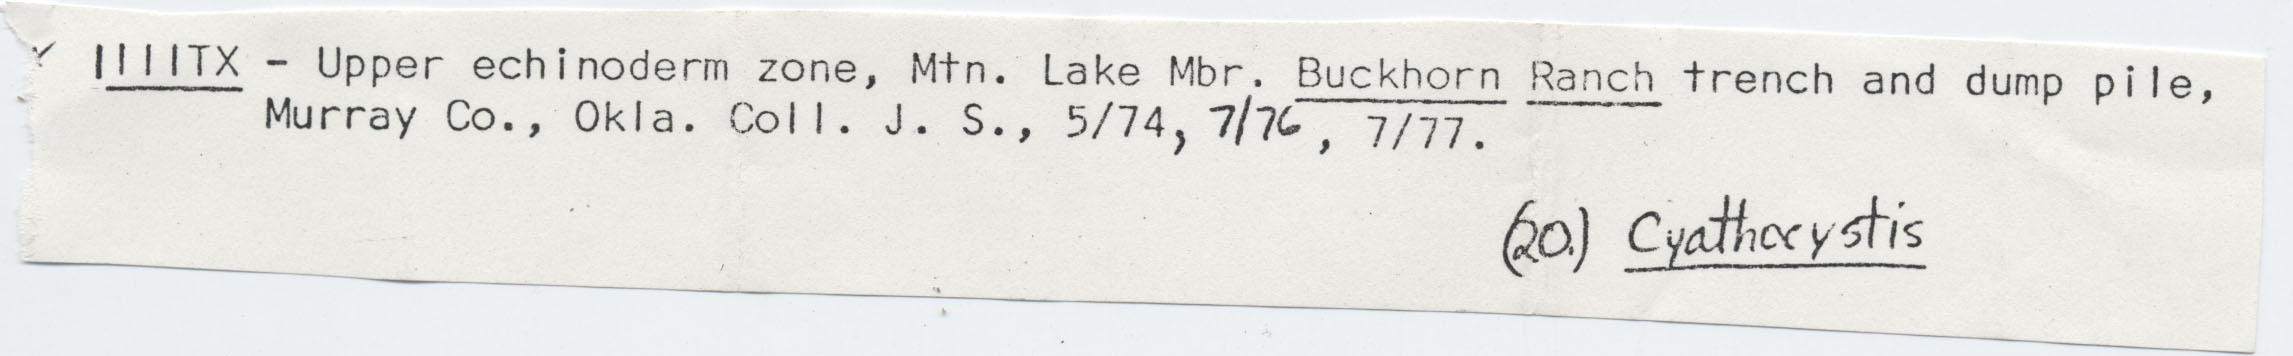 1111TX - Upper echinoderm zone, Mtn. Lake Mbr. Buckhorn Ranch trench and dump pile,
Murray Co., Okla. Coll. J. S., 5/74, 7/76, 7/77.
(20.) Cyathocystis